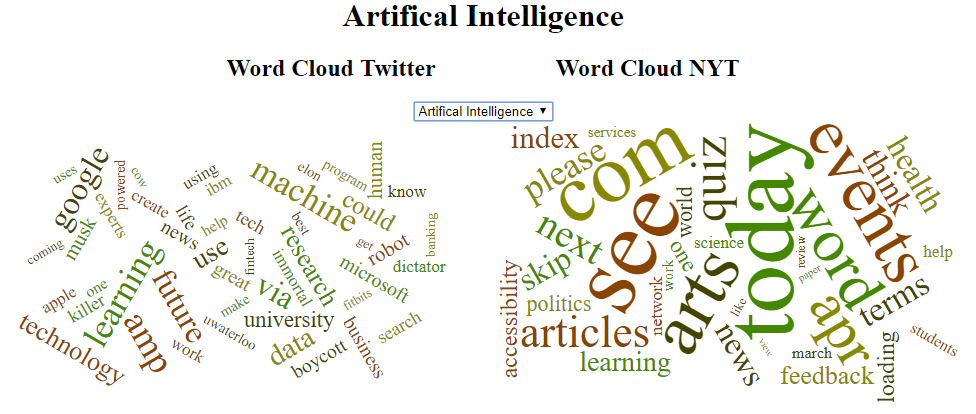 Artifical Intelligence
Word Cloud Twitter
Word Cloud NYT
Artifical Intelligence
uses
google
powered
cow
using
ibm
elon
program
human
machine
could
know
experts
create
life
musk
news
help
tech
best
get
robot
banking
coming
use
fintech
research
immortal
microsoft
dictator
apple
one
killer
learning
future
great
make
via
fitbits
technology
amp
work
uwaterloo
university
data
boycott
business
search
index
services
please
com
quiz
today
events
think
health
next
see
world
one
science
word
review
help
skip
politics
accessibility
network
work
arts
like
paper
apr
terms
articles
learning
news
view
march
feedback
loading
students